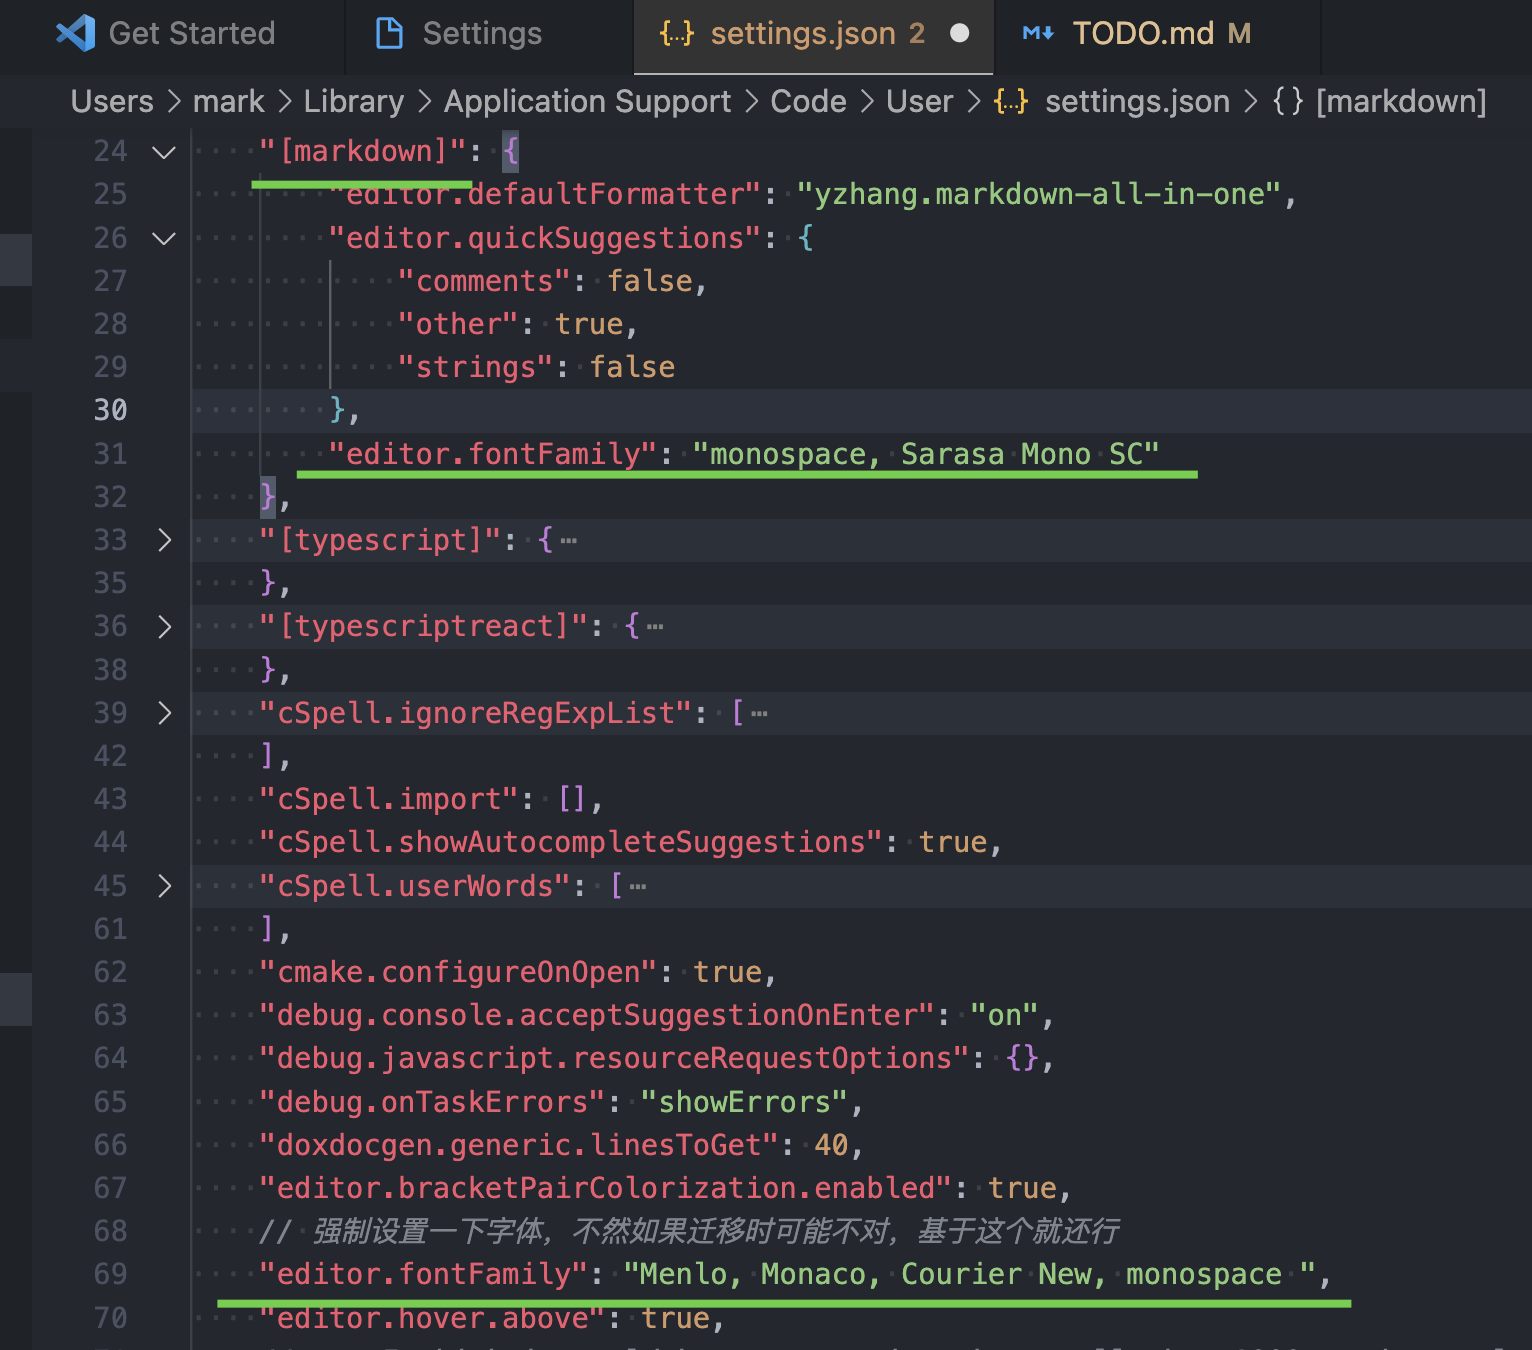 Get Started Settings {...} settings.json 2 TODO.md M
Users > mark > Library > Application Support > Code > User > {...} settings.json > {} [markdown]
24 "[markdown]": {
25 "editor.defaultFormatter": "yzhang.markdown-all-in-one",
26 "editor.quickSuggestions": {
27 "comments": false,
28 "other": true,
29 "strings": false
30 },
31 "editor.fontFamily": "monospace, Sarasa Mono SC"
32 },
33 "[typescript]": { …
35 },
36 "[typescriptreact]": { …
38 },
39 "cSpell.ignoreRegExpList": [ …
42 ],
43 "cSpell.import": [],
44 "cSpell.showAutocompleteSuggestions": true,
45 "cSpell.userWords": [ …
61 ],
62 "cmake.configureOnOpen": true,
63 "debug.console.acceptSuggestionOnEnter": "on",
64 "debug.javascript.resourceRequestOptions": {},
65 "debug.onTaskErrors": "showErrors",
66 "doxdocgen.generic.linesToGet": 40,
67 "editor.bracketPairColorization.enabled": true,
68 // 强制设置一下字体，不然如果迁移时可能不对，基于这个就还行
69 "editor.fontFamily": "Menlo, Monaco, Courier New, monospace ",
70 "editor.hover.above": true,